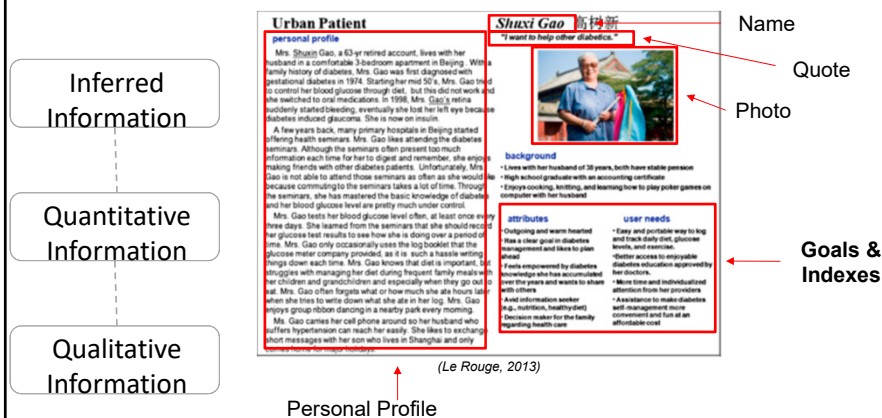 Inferred
Information
Quantitative
Information
Qualitative
Information
Urban Patient
personal profile
Mrs. Shuxin Gao, a 63-yr retired account, lives with her
husband in a comfortable 3-bedroom apartment in Beijing . With a
family history of diabetes, Mrs. Gao was first diagnosed with
gestational diabetes in 1974. Starting her mid 50's, Mrs. Gao tried
to control her blood glucose through diet, but this did not work and
she switched to oral medications. In 1998, Mrs. Gao's retina
suddenly started bleeding, eventually she lost her left eye because
diabetes induced glaucoma. She is now on insulin.
A few years back, many primary hospitals in Beijing started
offering health seminars. Mrs. Gao likes attending the diabetes
seminars. Although the seminars often present too much
information each time for her to digest and remember, she enjoys
making friends with other diabetes patients. Unfortunately, Mrs.
Gao is not able to attend those seminars as often as she would like
because commuting to the seminars takes a lot of time. Through
the seminars, she has mastered the basic knowledge of diabetes
and her blood glucose level are pretty much under control.
Mrs. Gao tests her blood glucose level often, at least once every
three days. She learned from the seminars that she should record
her glucose test results to see how she is doing over a period of
time. Mrs. Gao only occasionally uses the log booklet that the
glucose meter company provided, as it is such a hassle writing
things down each time. Mrs. Gao knows that diet is important, but
struggles with managing her diet during frequent family meals with
her children and grandchildren and especially when they go out to
eat. Mrs. Gao often forgets what or how much she ate hours later
when she tries to write down what she ate in her log. Mrs. Gao
enjoys group ribbon dancing in a nearby park every morning.
Ms. Gao carries her cell phone around so her husband who
suffers hypertension can reach her easily. She likes to exchange
short messages with her son who lives in Shanghai and only
comes home for major holidays.
Shuxi Gao 高树新
"I want to help other diabetics."
background
• Lives with her husband of 38 years, both have stable pension
• High school graduate with an accounting certificate
• Enjoys cooking, knitting, and learning how to play poker games on
computer with her husband
attributes
• Outgoing and warm hearted
• Has a clear goal in diabetes
management and likes to plan
ahead
• Feels empowered by diabetes
knowledge she has accumulated
over the years and wants to share
with others
• Avid information seeker
(e.g., nutrition, healthy diet)
• Decision maker for the family
regarding health care
user needs
• Easy and portable way to log
and track daily diet, glucose
levels, and exercise.
•Better access to enjoyable
diabetes education approved by
her doctors.
• More time and individualized
attention from her providers
• Assistance to make diabetes
self-management more
convenient and fun at an
affordable cost
Name
Quote
Photo
Goals &
Indexes
(Le Rouge, 2013)
Personal Profile